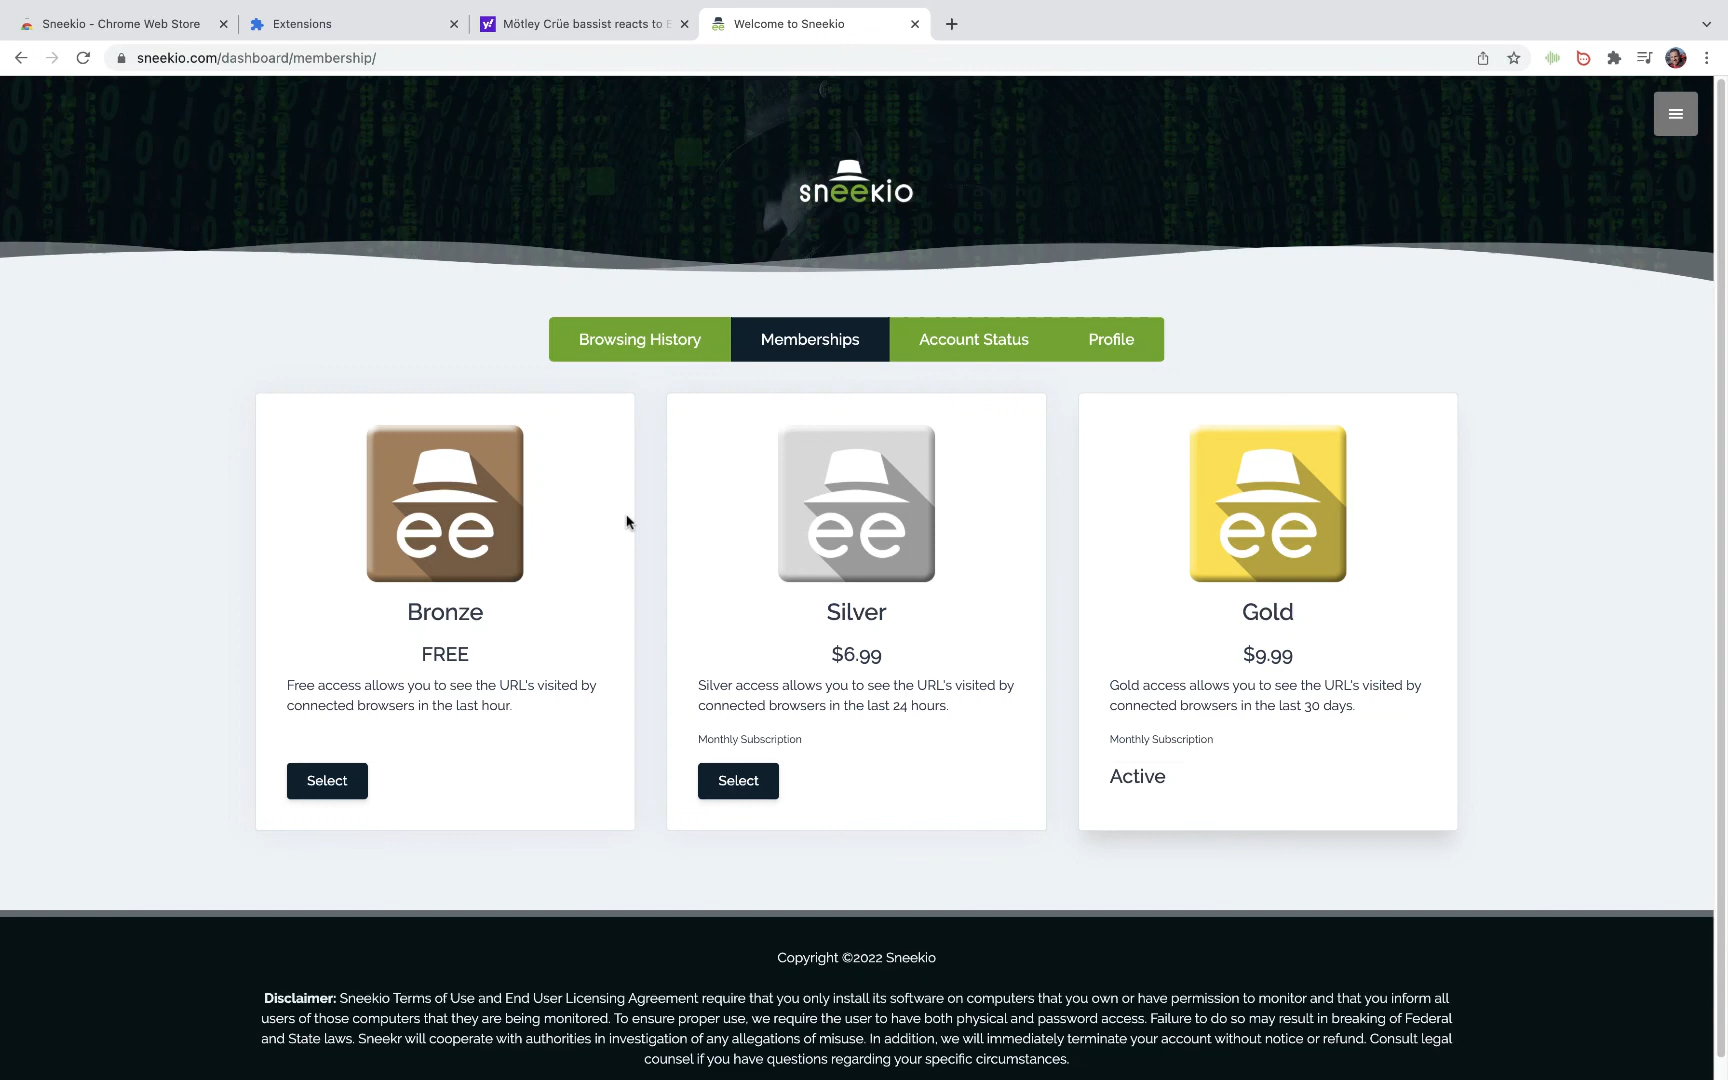 Sneekio - Chrome Web Store
Extensions
Mötley Crüe bassist reacts to E
Welcome to Sneekio
sneekio.com/dashboard/membership/
sneekio
Browsing History
Memberships
Account Status
Profile
ee
Bronze
FREE
Free access allows you to see the URL's visited by
connected browsers in the last hour.
Select
ee
Silver
$6.99
Silver access allows you to see the URL's visited by
connected browsers in the last 24 hours.
Monthly Subscription
Select
ee
Gold
$9.99
Gold access allows you to see the URL's visited by
connected browsers in the last 30 days.
Monthly Subscription
Active
Copyright ©2022 Sneekio
Disclaimer: Sneekio Terms of Use and End User Licensing Agreement require that you only install its software on computers that you own or have permission to monitor and that you inform all
users of those computers that they are being monitored. To ensure proper use, we require the user to have both physical and password access. Failure to do so may result in breaking of Federal
and State laws. Sneekr will cooperate with authorities in investigation of any allegations of misuse. In addition, we will immediately terminate your account without notice or refund. Consult legal
counsel if you have questions regarding your specific circumstances.